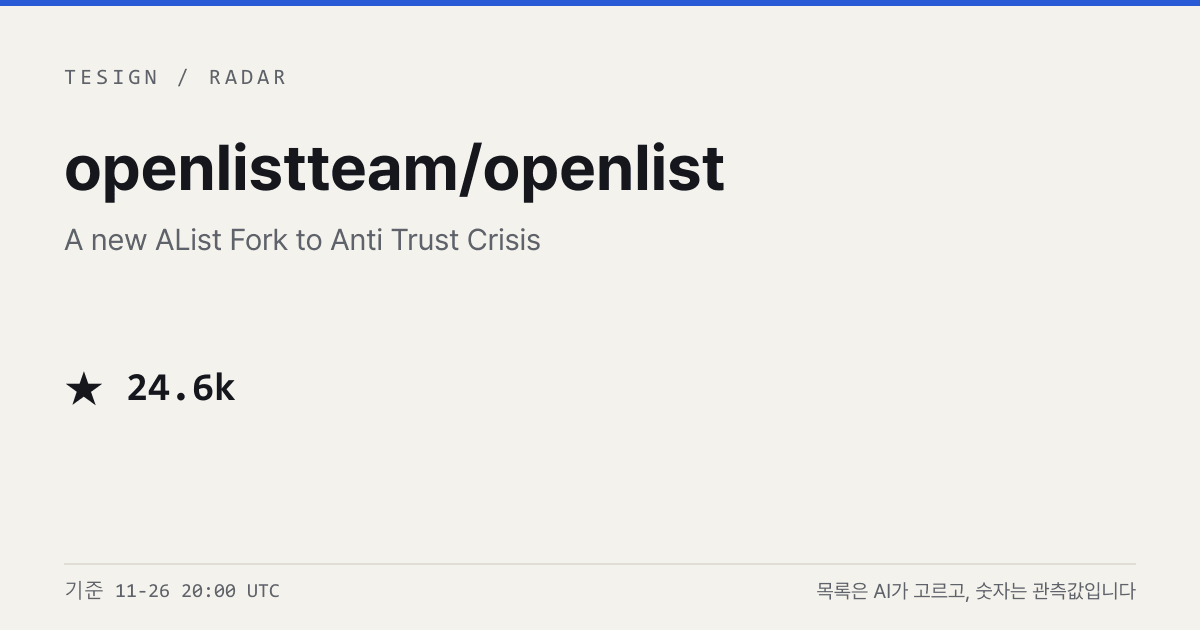 TESIGN / RADAR
openlistteam/openlist
A new AList Fork to Anti Trust Crisis
★ 24.6k
기준 11-26 20:00 UTC
목록은 AI가 고르고, 숫자는 관측값입니다